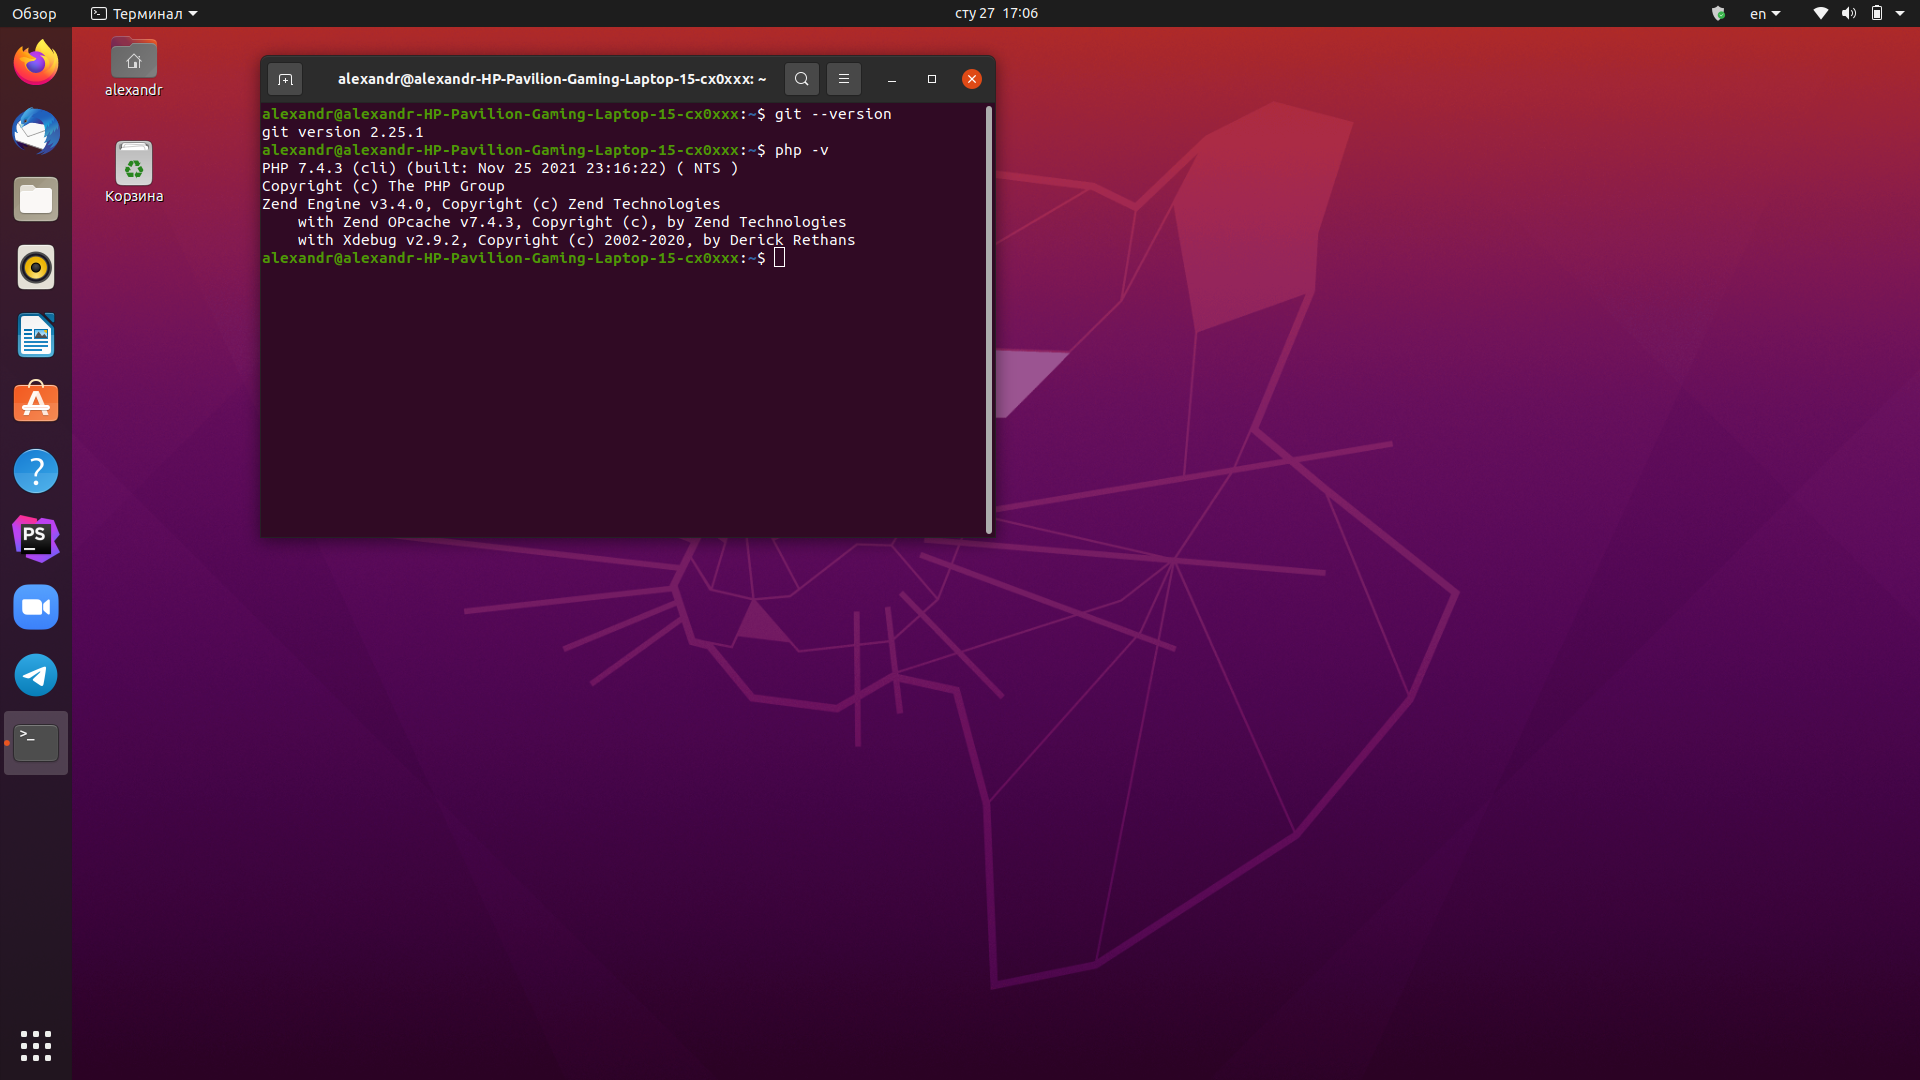 Обзор
Терминал
сту 27 17:06
en
alexandr
Корзина
alexandr@alexandr-HP-Pavilion-Gaming-Laptop-15-cx0xxx: ~
alexandr@alexandr-HP-Pavilion-Gaming-Laptop-15-cx0xxx:~$ git --version
git version 2.25.1
alexandr@alexandr-HP-Pavilion-Gaming-Laptop-15-cx0xxx:~$ php -v
PHP 7.4.3 (cli) (built: Nov 25 2021 23:16:22) ( NTS )
Copyright (c) The PHP Group
Zend Engine v3.4.0, Copyright (c) Zend Technologies
    with Zend OPcache v7.4.3, Copyright (c), by Zend Technologies
    with Xdebug v2.9.2, Copyright (c) 2002-2020, by Derick Rethans
alexandr@alexandr-HP-Pavilion-Gaming-Laptop-15-cx0xxx:~$
PS
>_